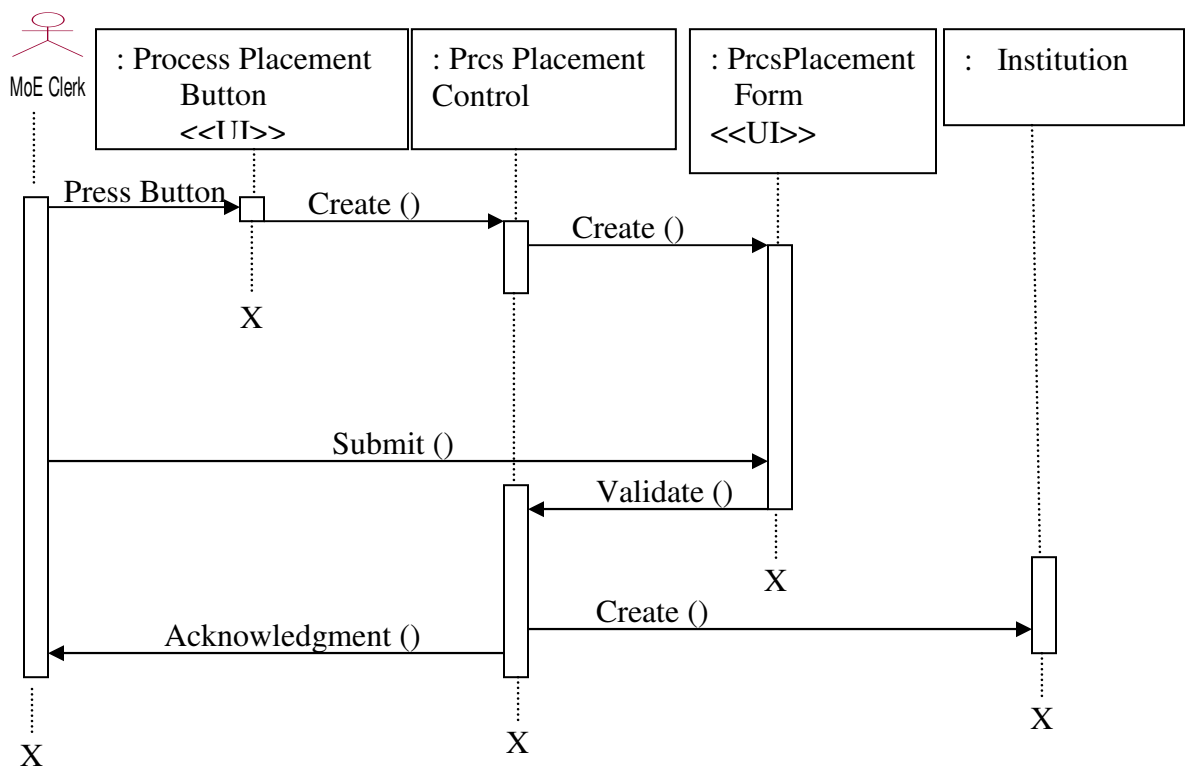 MoE Clerk
: Process Placement
Button
<<UI>>
: Prcs Placement
Control
: PrcsPlacement
Form
<<UI>>
: Institution
Press Button
Create ()
Create ()
X
Submit ()
Validate ()
X
Create ()
Acknowledgment ()
X
X
X